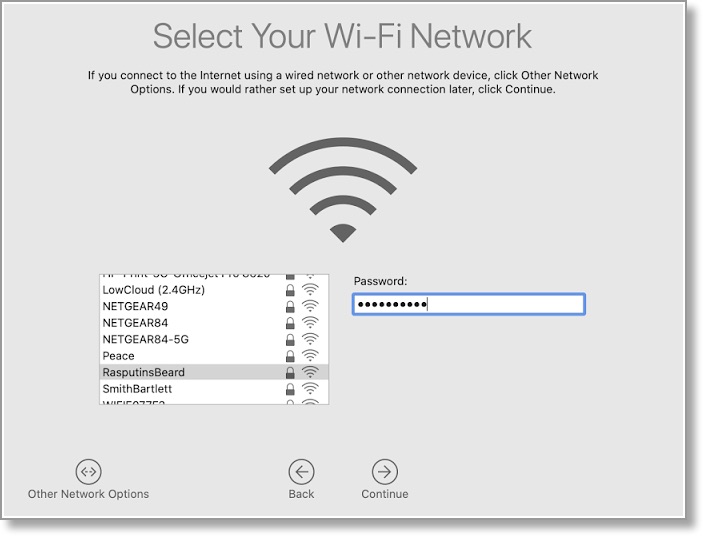 Select Your Wi-Fi Network
If you connect to the Internet using a wired network or other network device, click Other Network
Options. If you would rather set up your network connection later, click Continue.
LowCloud (2.4GHz)
NETGEAR49
NETGEAR84
NETGEAR84-5G
Peace
RasputinsBeard
SmithBartlett
Password:
••••••••••
Other Network Options
Back
Continue